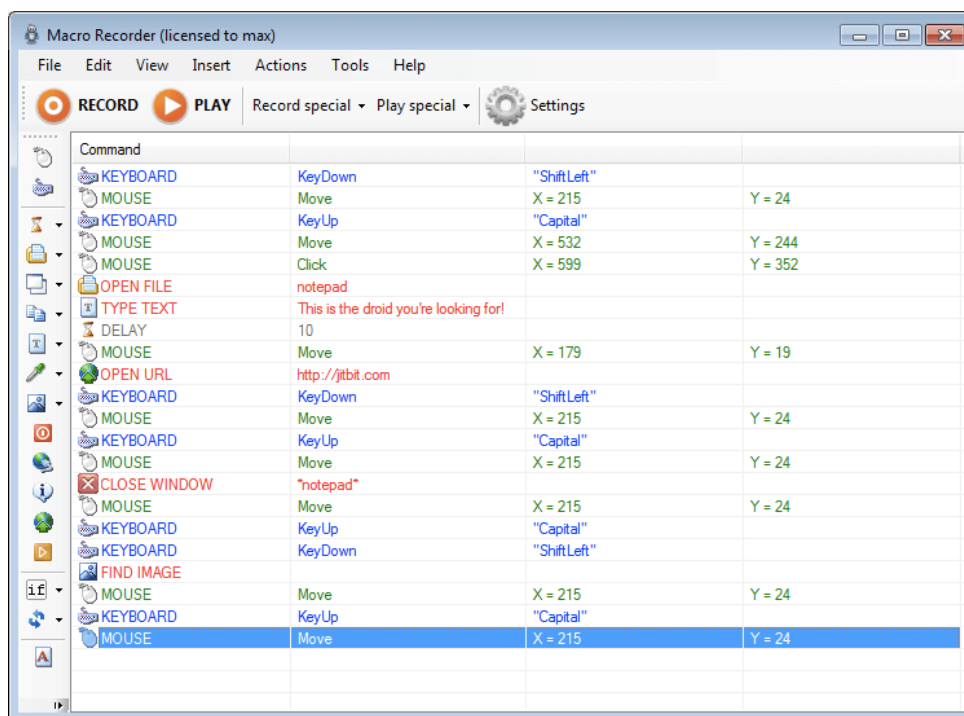 Macro Recorder (licensed to max)
File Edit View Insert Actions Tools Help
RECORD PLAY Record special Play special Settings
Command
KEYBOARD KeyDown "ShiftLeft"
MOUSE Move X = 215 Y = 24
KEYBOARD KeyUp "Capital"
MOUSE Move X = 532 Y = 244
MOUSE Click X = 599 Y = 352
OPEN FILE notepad
T TYPE TEXT This is the droid you're looking for!
DELAY 10
MOUSE Move X = 179 Y = 19
OPEN URL http://jitbit.com
KEYBOARD KeyDown "ShiftLeft"
MOUSE Move X = 215 Y = 24
KEYBOARD KeyUp "Capital"
MOUSE Move X = 215 Y = 24
CLOSE WINDOW *notepad*
MOUSE Move X = 215 Y = 24
KEYBOARD KeyUp "Capital"
KEYBOARD KeyDown "ShiftLeft"
FIND IMAGE
if MOUSE Move X = 215 Y = 24
KEYBOARD KeyUp "Capital"
MOUSE Move X = 215 Y = 24
A